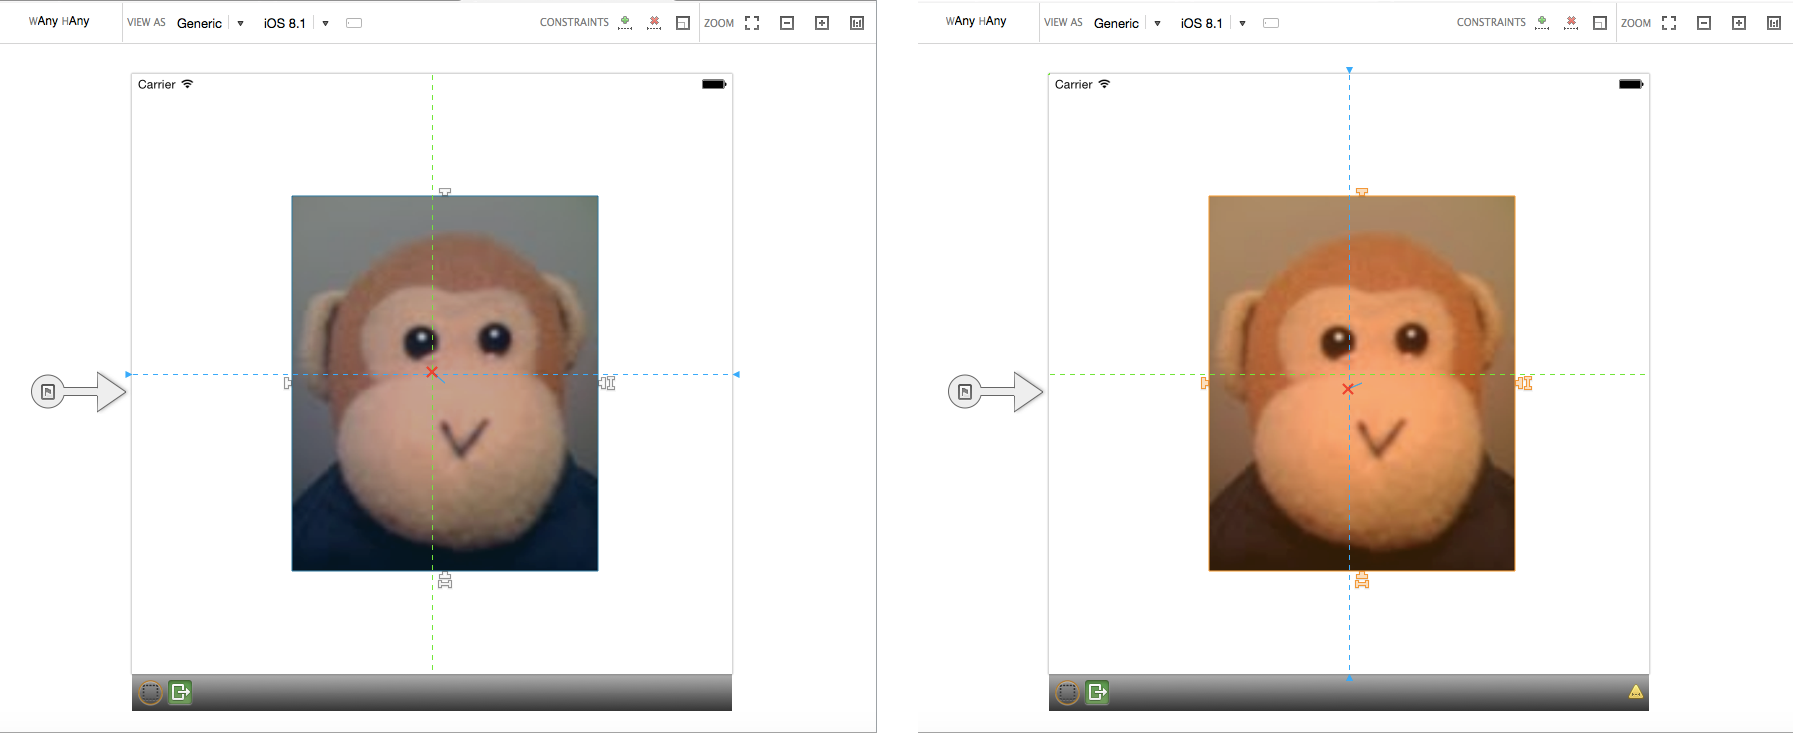 WAny HAny VIEW AS Generic iOS 8.1 CONSTRAINTS ZOOM
Carrier
WAny HAny VIEW AS Generic iOS 8.1 CONSTRAINTS ZOOM
Carrier